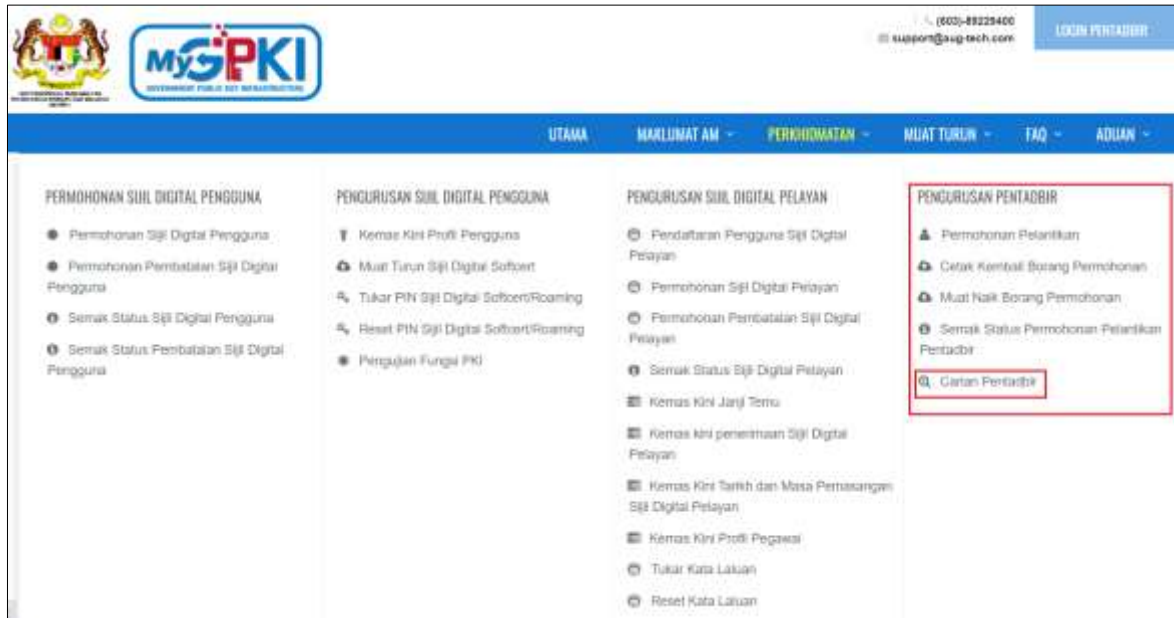 (603)-89225400
support@aug-tech.com
LOGIN PENTADBIR
MyGPKI
GOVERNMENT PUBLIC KEY INFRASTRUCTURE
UTAMA
MAKLUMAT AM
PERKHIDMATAN
MUAT TURUN
FAQ
ADUAN
PERMOHONAN SIJIL DIGITAL PENGGUNA
Permohonan Sijil Digital Pengguna
Permohonan Pembatalan Sijil Digital
Pengguna
Semak Status Sijil Digital Pengguna
Semak Status Pembatalan Sijil Digital
Pengguna
PENGURUSAN SIJIL DIGITAL PENGGUNA
Kemas Kini Profil Pengguna
Muat Turun Sijil Digital Softcert
Tukar PIN Sijil Digital Softcert/Roaming
Reset PIN Sijil Digital Softcert/Roaming
Pengujian Fungsi PKI
PENGURUSAN SIJIL DIGITAL PELAYAN
Pendaftaran Pengguna Sijil Digital
Pelayan
Permohonan Sijil Digital Pelayan
Permohonan Pembatalan Sijil Digital
Pelayan
Semak Status Sijil Digital Pelayan
Kemas Kini Janji Temu
Kemas kini penerimaan Sijil Digital
Pelayan
Kemas Kini Tarikh dan Masa Pemasangan
Sijil Digital Pelayan
Kemas Kini Profil Pegawai
Tukar Kata Laluan
Reset Kata Laluan
PENGURUSAN PENTADBIR
Permohonan Pelantikan
Cetak Kembali Borang Permohonan
Muat Naik Borang Permohonan
Semak Status Permohonan Pelantikan
Pentadbir
Carian Pentadbir